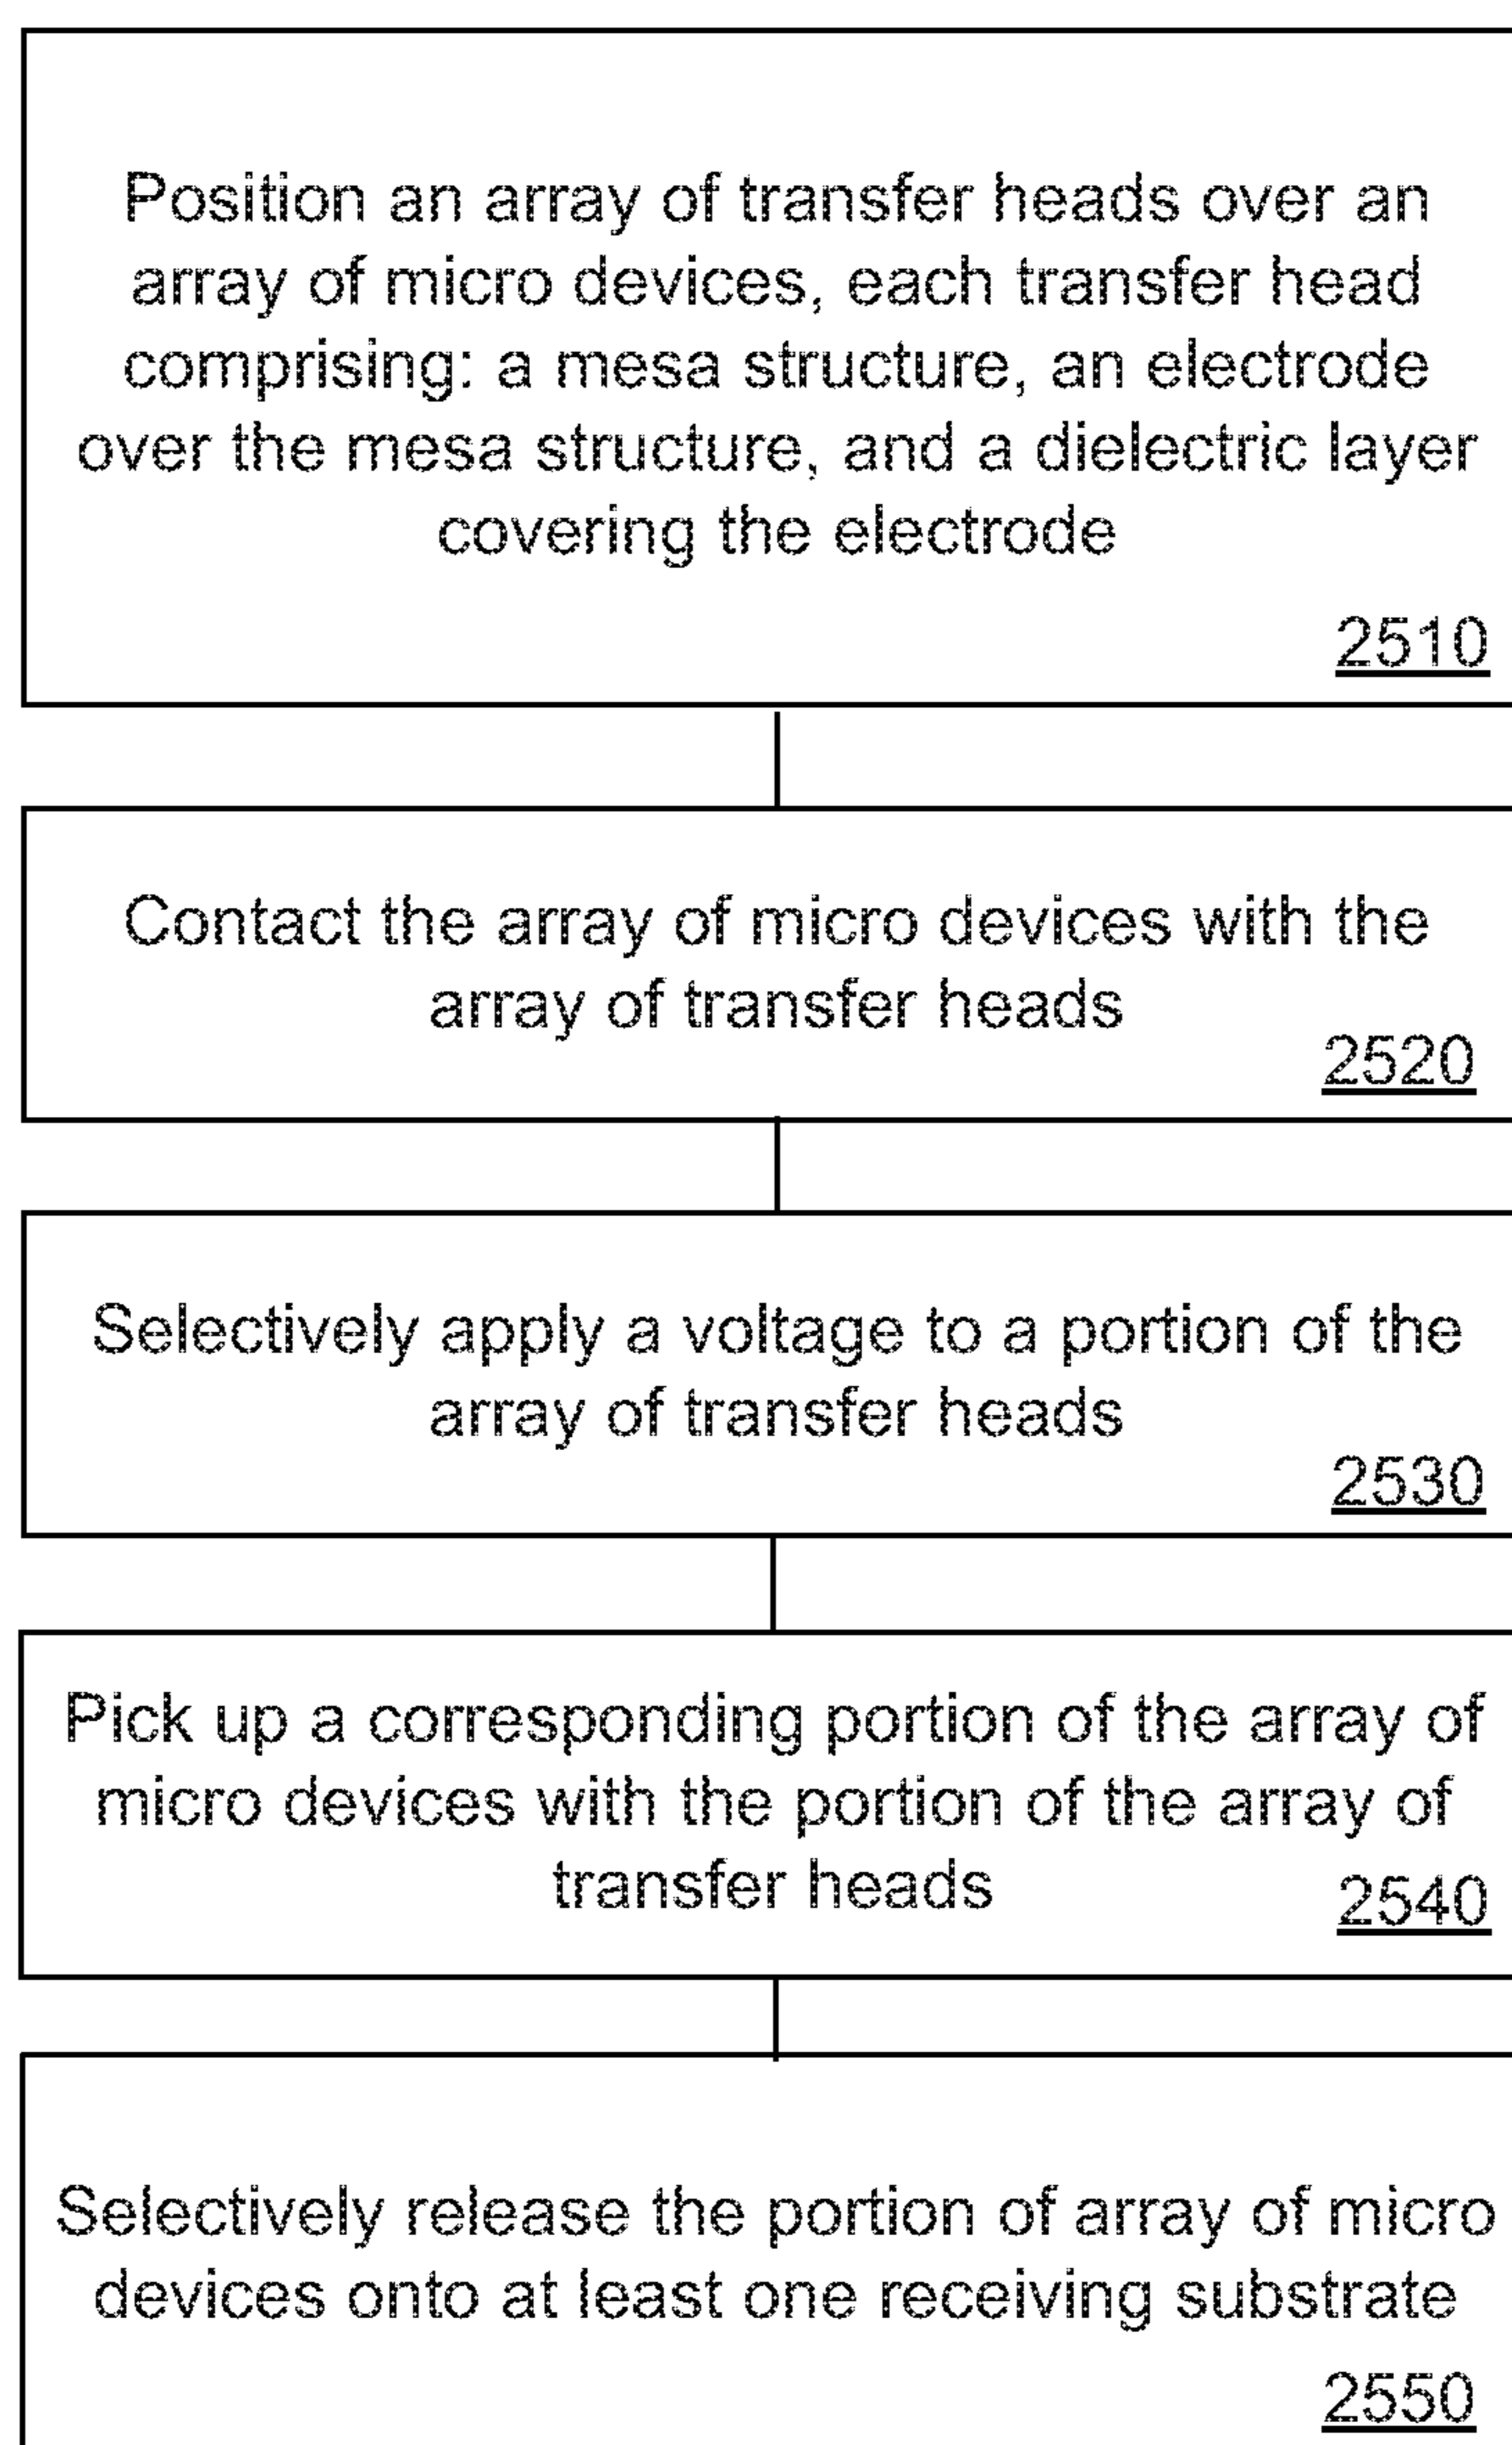 Position an array of transfer heads over an
array of micro devices, each transfer head
comprising: a mesa structure, an electrode
over the mesa structure, and a dielectric layer
covering the electrode
2510
Contact the array of micro devices with the
array of transfer heads
2520
Selectively apply a voltage to a portion of the
array of transfer heads
2530
Pick up a corresponding portion of the array of
micro devices with the portion of the array of
transfer heads
2540
Selectively release the portion of array of micro
devices onto at least one receiving substrate
2550